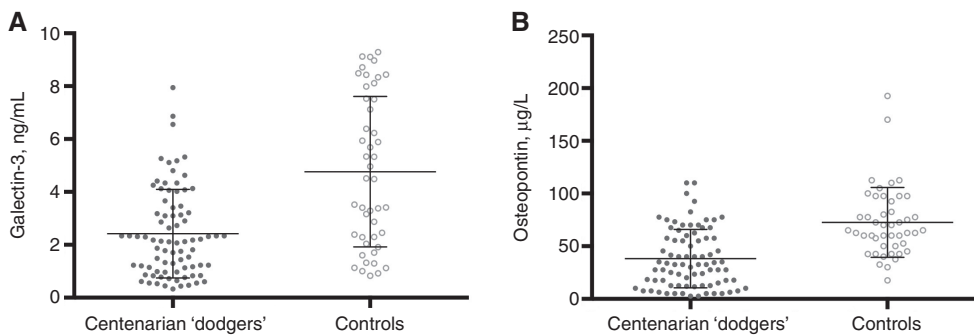 A
Galectin-3, ng/mL
10
8
6
4
2
0
Centenarian ‘dodgers’
Controls
B
Osteopontin, μg/L
250
200
150
100
50
0
Centenarian ‘dodgers’
Controls